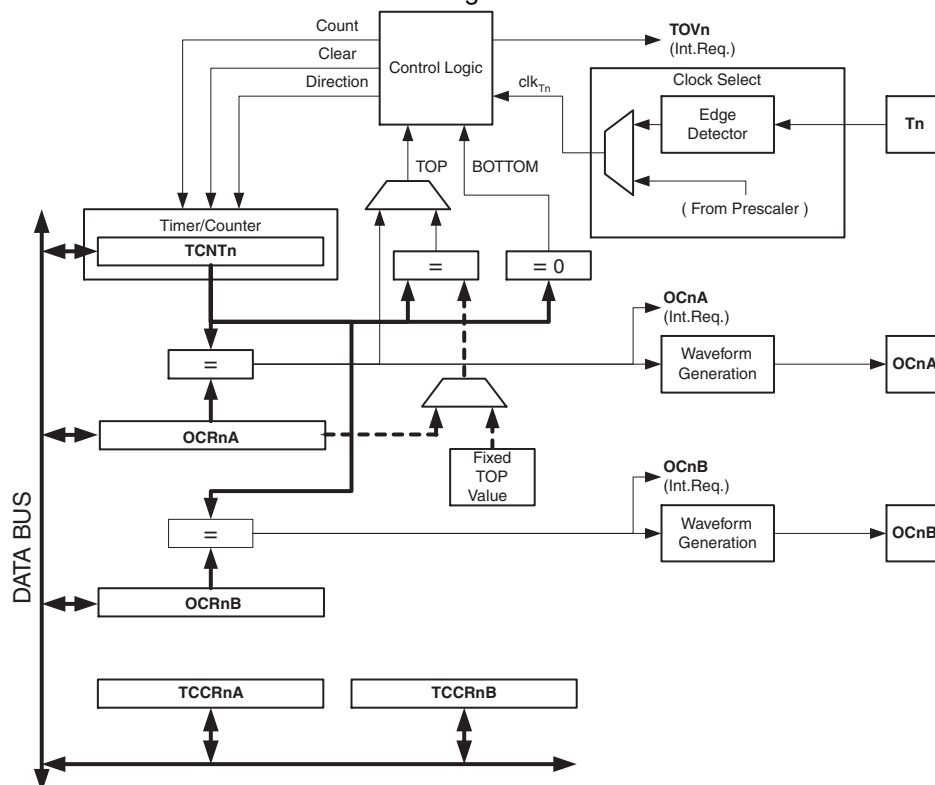 Count
Clear
Direction
Control Logic
TOVn
(Int.Req.)
clkTn
Clock Select
Edge
Detector
Tn
( From Prescaler )
TOP
BOTTOM
Timer/Counter
TCNTn
=
= 0
OCnA
(Int.Req.)
=
Waveform
Generation
OCnA
OCRnA
Fixed
TOP
Value
OCnB
(Int.Req.)
=
Waveform
Generation
OCnB
OCRnB
DATA BUS
TCCRnA
TCCRnB